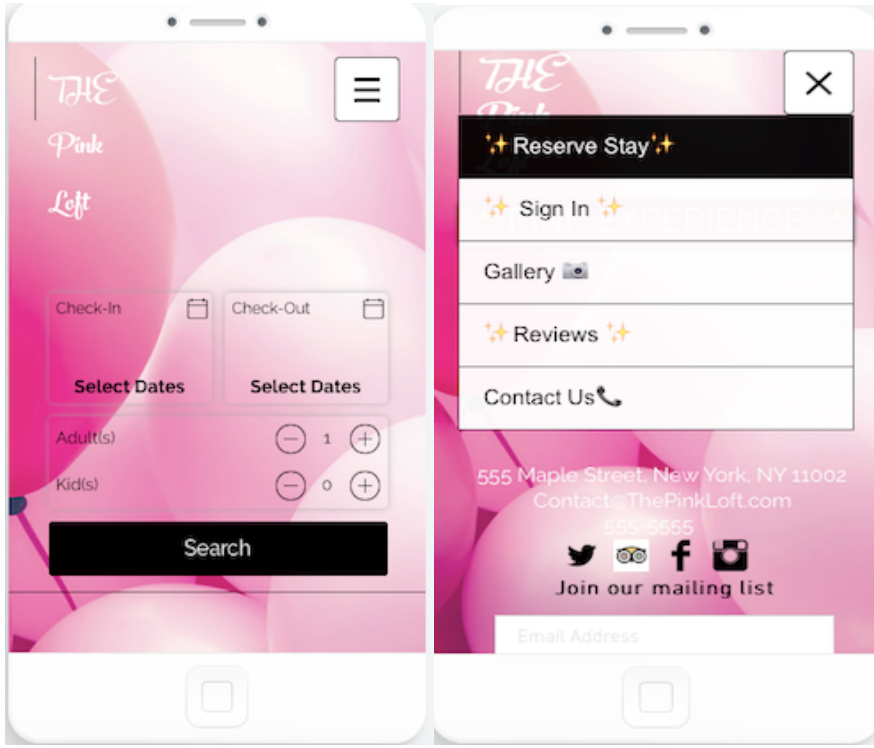 THE
Pink
Loft
Check-In
Check-Out
Select Dates
Select Dates
Adult(s)
1
Kid(s)
0
Search
THE
Pink
✨Reserve Stay✨
✨ Sign In ✨
EXPERIENCE
Gallery 📷
✨Reviews ✨
Contact Us📞
555 Maple Street, New York, NY 11002
Contact@ThePinkLoft.com
555-5555
Join our mailing list
Email Address